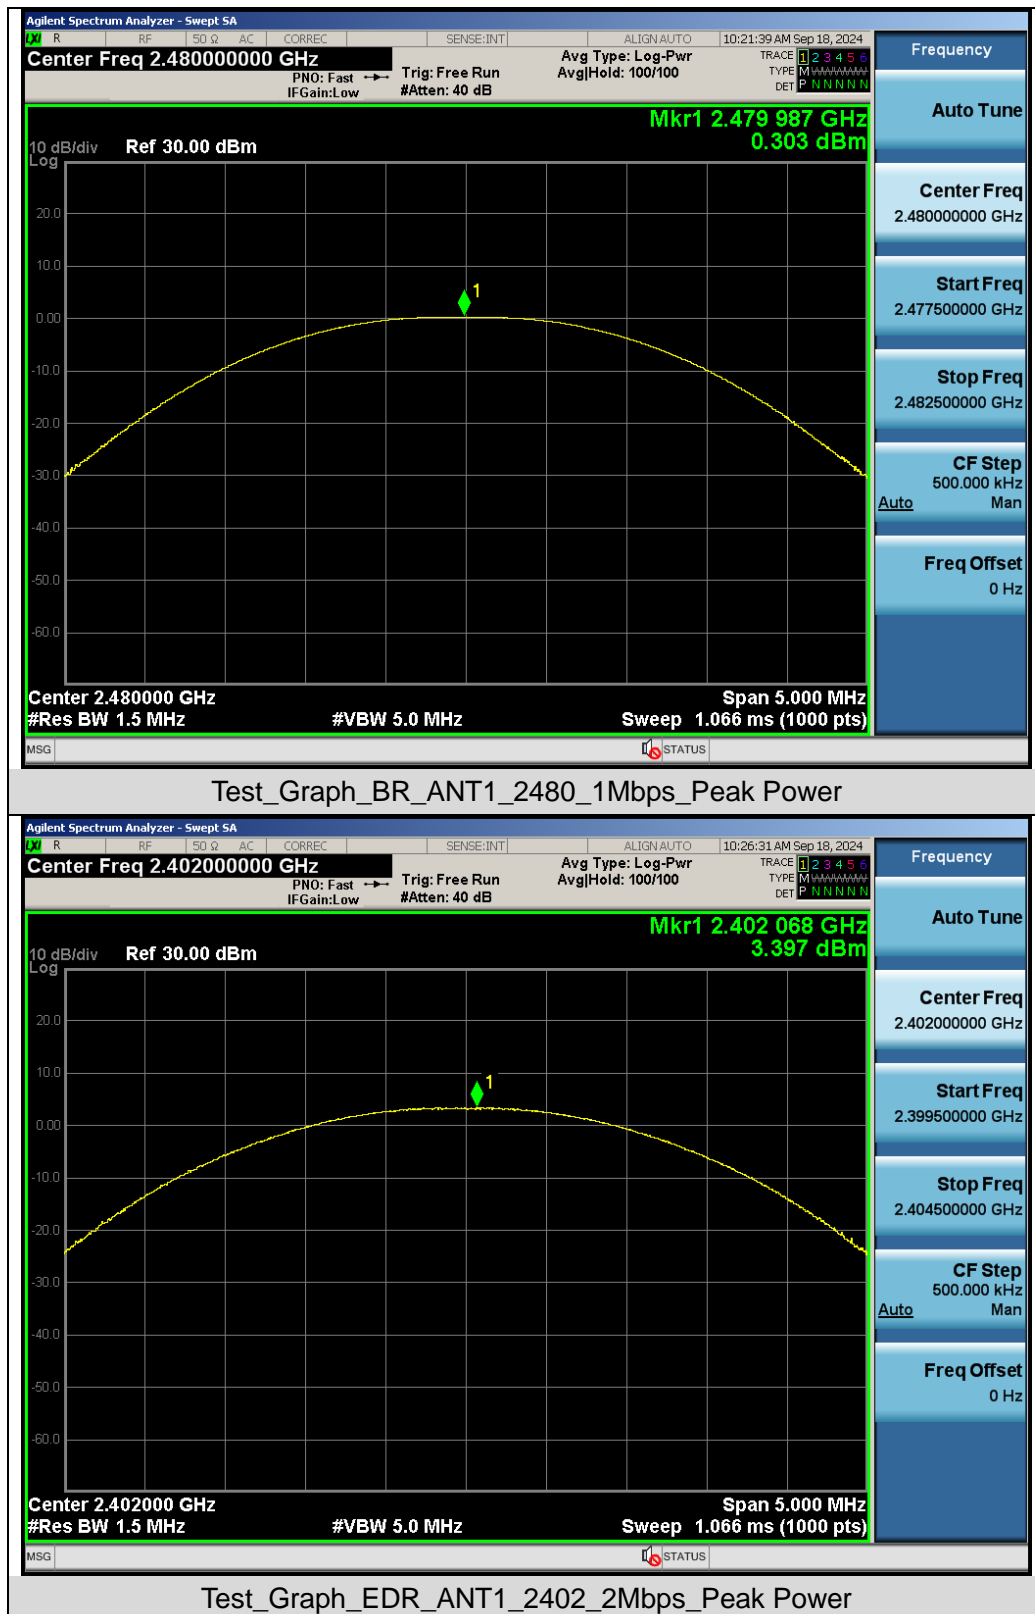 Agilent Spectrum Analyzer - Swept SA
LXI R RF 50 Ω AC CORREC SENSE:INT ALIGN AUTO 10:21:39 AM Sep 18, 2024
Center Freq 2.480000000 GHz
PNO: Fast
IFGain:Low
Trig: Free Run
#Atten: 40 dB
Avg Type: Log-Pwr
Avg|Hold: 100/100
TRACE 1 2 3 4 5 6
TYPE M WWWWW
DET P N N N N N
Mkr1 2.479 987 GHz
0.303 dBm
10 dB/div Ref 30.00 dBm
Log
20.0
10.0
1
0.00
-10.0
-20.0
-30.0
-40.0
-50.0
-60.0
Center 2.480000 GHz Span 5.000 MHz
#Res BW 1.5 MHz #VBW 5.0 MHz Sweep 1.066 ms (1000 pts)
MSG STATUS
Frequency
Auto Tune
Center Freq
2.480000000 GHz
Start Freq
2.477500000 GHz
Stop Freq
2.482500000 GHz
CF Step
500.000 kHz
Auto Man
Freq Offset
0 Hz
Test_Graph_BR_ANT1_2480_1Mbps_Peak Power
Agilent Spectrum Analyzer - Swept SA
LXI R RF 50 Ω AC CORREC SENSE:INT ALIGN AUTO 10:26:31 AM Sep 18, 2024
Center Freq 2.402000000 GHz
PNO: Fast
IFGain:Low
Trig: Free Run
#Atten: 40 dB
Avg Type: Log-Pwr
Avg|Hold: 100/100
TRACE 1 2 3 4 5 6
TYPE M WWWWW
DET P N N N N N
Mkr1 2.402 068 GHz
3.397 dBm
10 dB/div Ref 30.00 dBm
Log
20.0
10.0
1
0.00
-10.0
-20.0
-30.0
-40.0
-50.0
-60.0
Center 2.402000 GHz Span 5.000 MHz
#Res BW 1.5 MHz #VBW 5.0 MHz Sweep 1.066 ms (1000 pts)
MSG STATUS
Frequency
Auto Tune
Center Freq
2.402000000 GHz
Start Freq
2.399500000 GHz
Stop Freq
2.404500000 GHz
CF Step
500.000 kHz
Auto Man
Freq Offset
0 Hz
Test_Graph_EDR_ANT1_2402_2Mbps_Peak Power